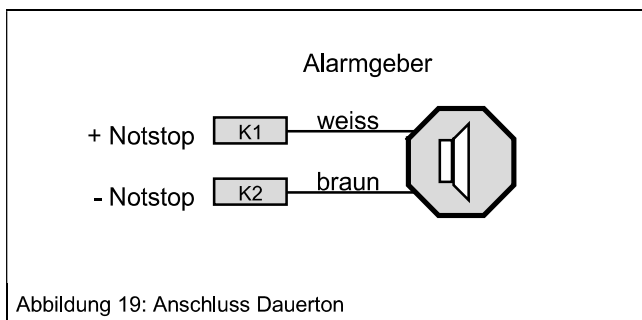 Alarmgeber
+ Notstop K1 weiss
- Notstop K2 braun
Abbildung 19: Anschluss Dauerton